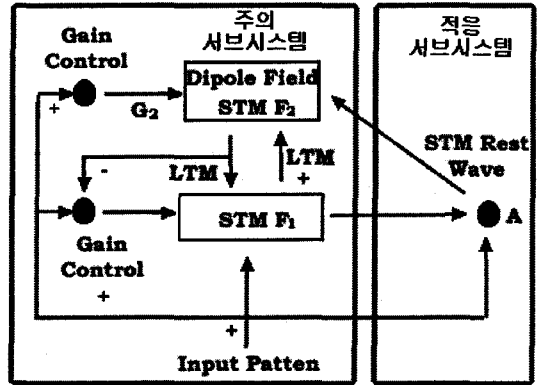 주의
서브시스템
적응
서브시스템
Gain
Control
+
G2
Dipole Field
STM F2
STM Rest
Wave
-
LTM
LTM
+
STM F1
A
Gain
Control
+
+
Input Patten